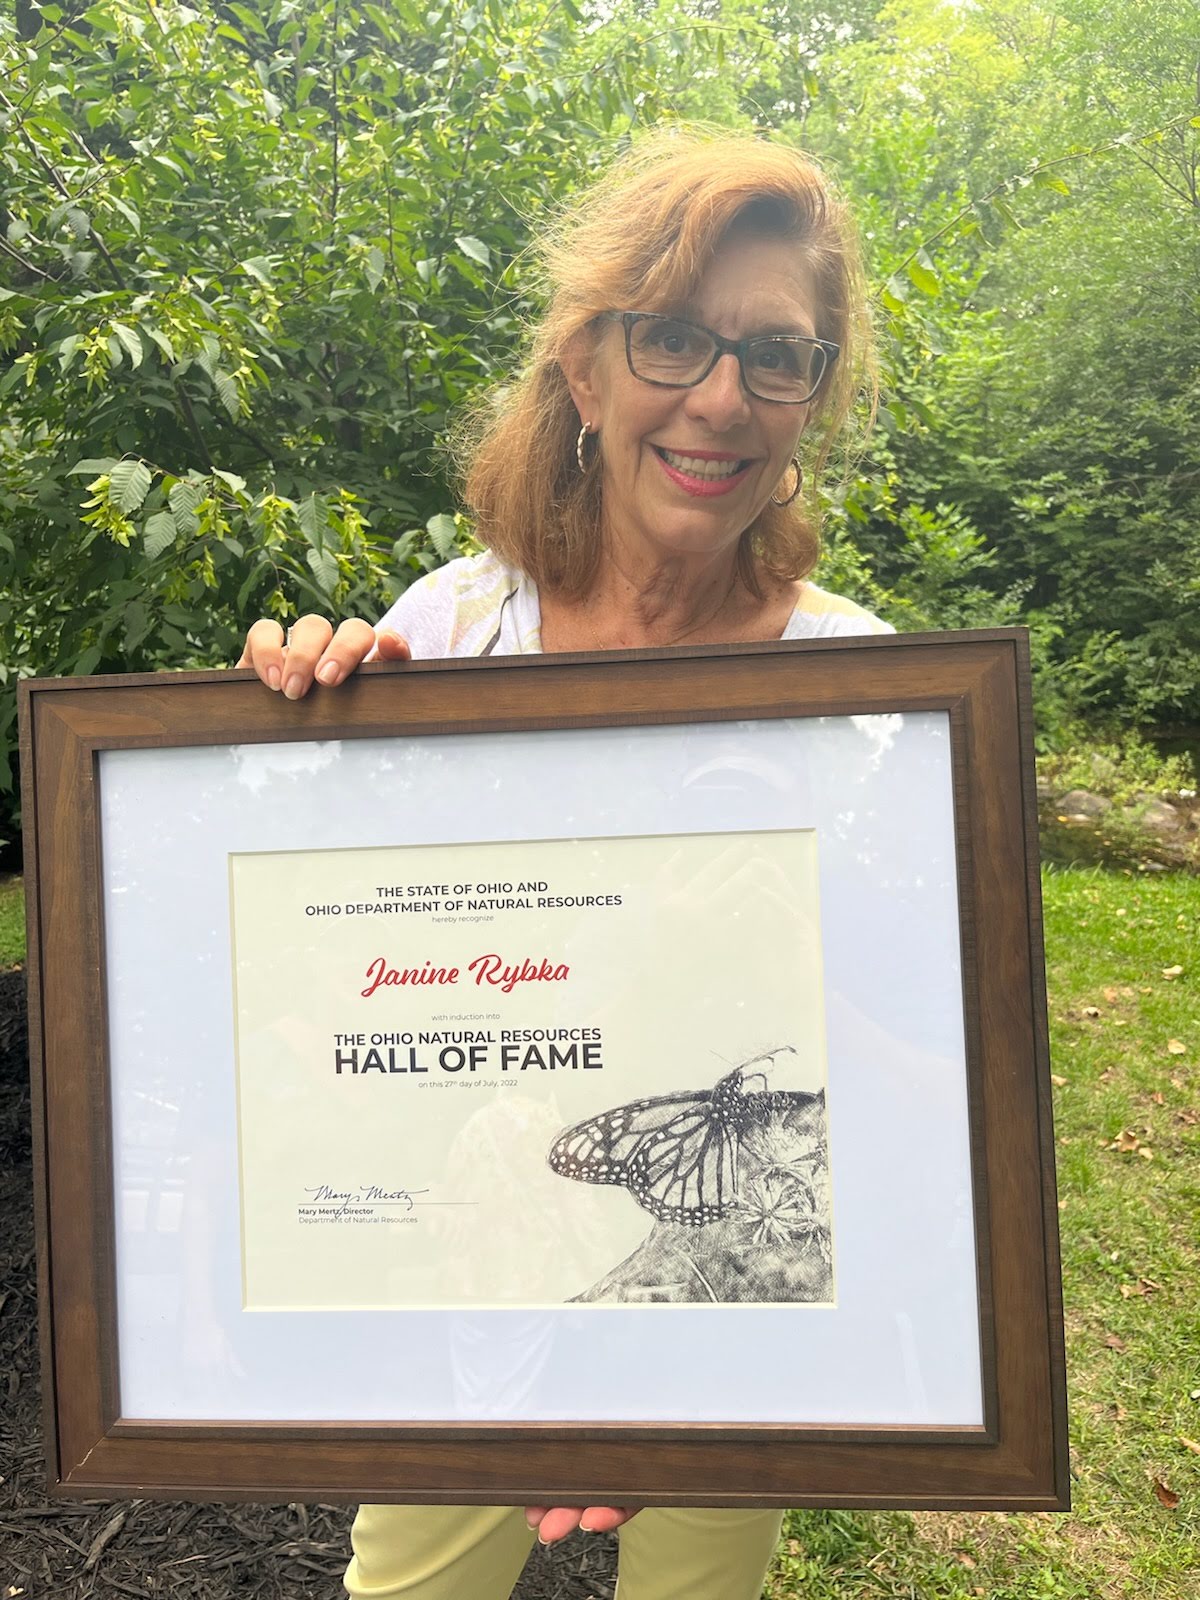 THE STATE OF OHIO AND
OHIO DEPARTMENT OF NATURAL RESOURCES
hereby recognize
Janine Rybka
with induction into
THE OHIO NATURAL RESOURCES
HALL OF FAME
on this 27th day of July, 2022
Mary Mertz
Mary Mertz, Director
Department of Natural Resources